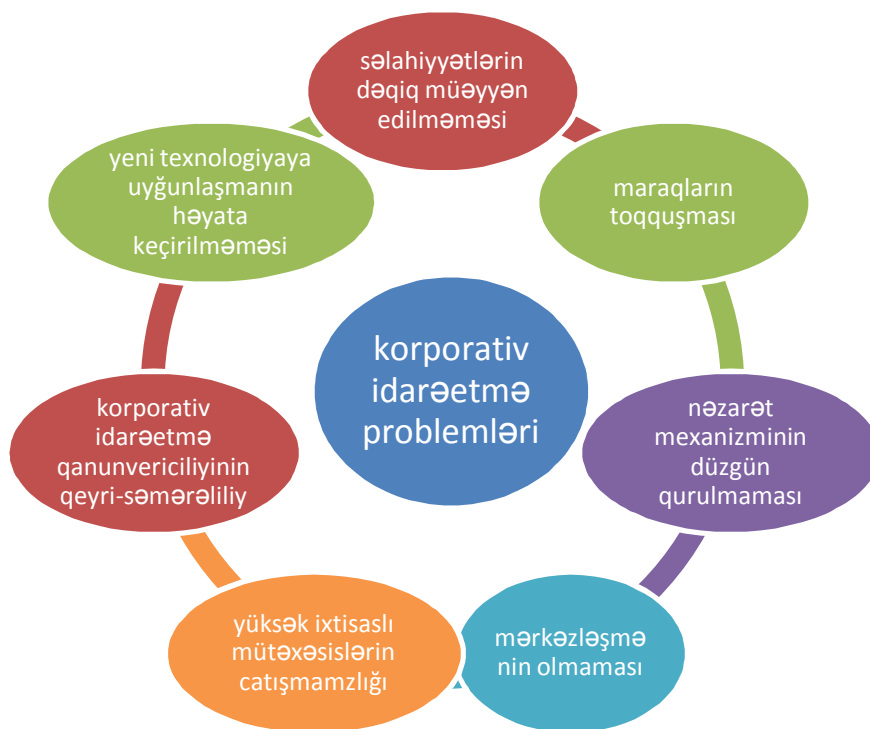 səlahiyyətlərin
dəqiq müəyyən
edilməməsi
maraqların
toqquşması
nəzarət
mexanizminin
düzgün
qurulmaması
mərkəzləşmə
nin olmaması
yüksək ixtisaslı
mütəxəsislərin
catışmamzlığı
korporativ
idarəetmə
qanunvericiliyinin
qeyri-səmərəliliy
yeni texnologiyaya
uyğunlaşmanın
həyata
keçirilməməsi
korporativ
idarəetmə
problemləri